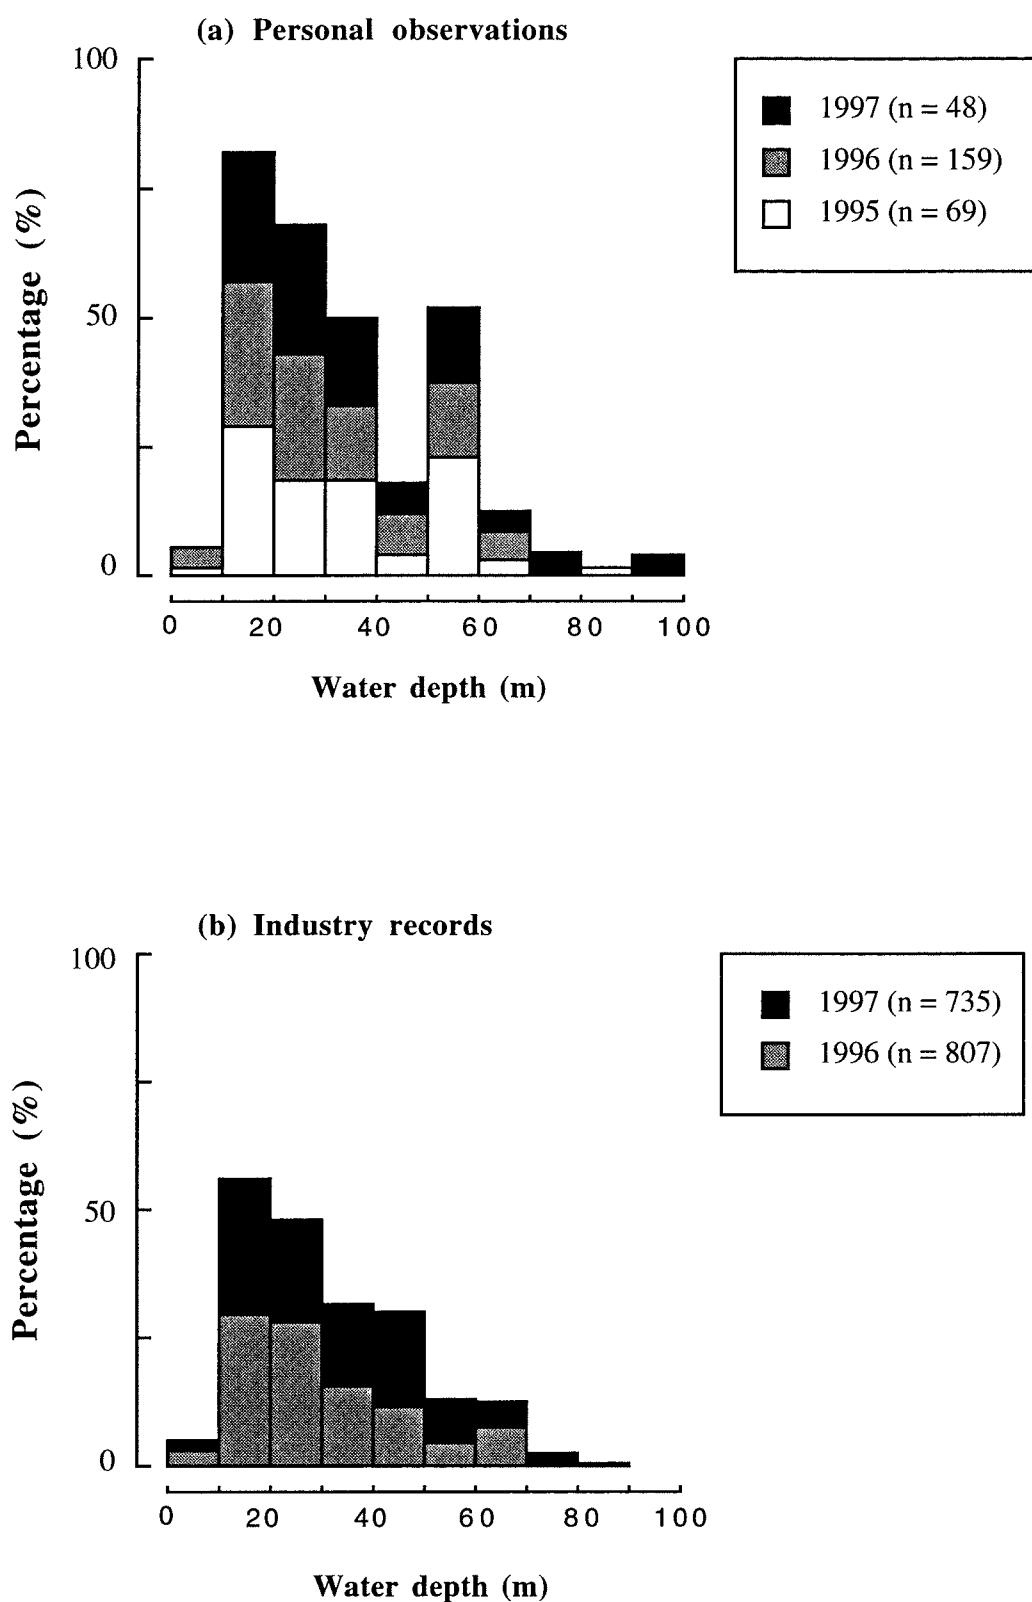 (a) Personal observations
100
50
0
Percentage (%)
0 20 40 60 80 100
Water depth (m)
1997 (n = 48)
1996 (n = 159)
1995 (n = 69)
(b) Industry records
100
50
0
Percentage (%)
0 20 40 60 80 100
Water depth (m)
1997 (n = 735)
1996 (n = 807)